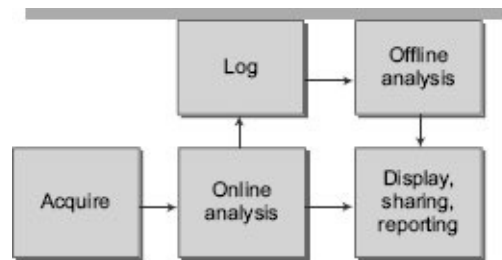 Log
Offline
analysis
Acquire
Online
analysis
Display,
sharing,
reporting